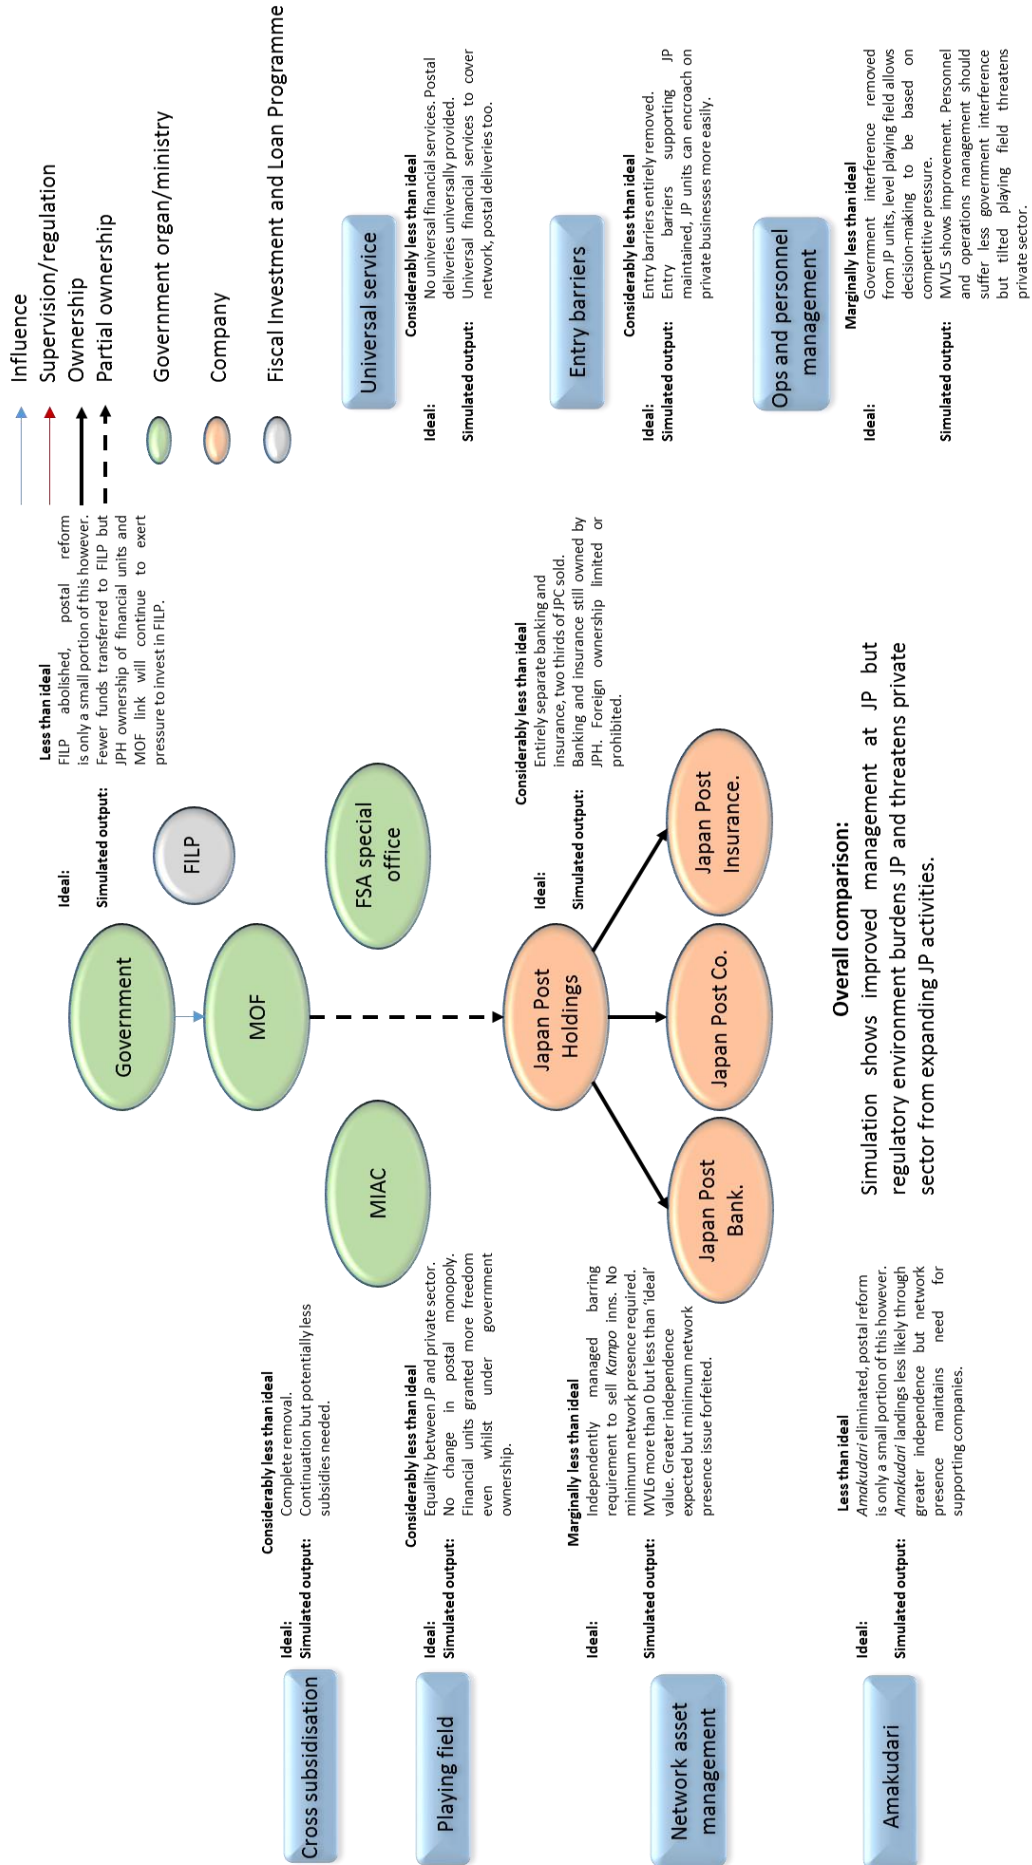 Influence
Supervision/regulation
Ownership
Partial ownership
Government organ/ministry
Company
Fiscal Investment and Loan Programme
Less than ideal
Ideal:
FILP abolished, postal reform
is only a small portion of this however.
Simulated output:
Fewer funds transferred to FILP but
JPH ownership of financial units and
MOF link will continue to exert
pressure to invest in FILP.
Government
FILP
MOF
MIAC
FSA special
office
Japan Post
Holdings
Japan Post
Bank.
Japan Post Co.
Japan Post
Insurance.
Considerably less than ideal
Ideal:
Entirely separate banking and
insurance, two thirds of JPC sold.
Simulated output:
Banking and insurance still owned by
JPH. Foreign ownership limited or
prohibited.
Cross subsidisation
Considerably less than ideal
Ideal:
Complete removal.
Simulated output:
Continuation but potentially less
subsidies needed.
Playing field
Considerably less than ideal
Ideal:
Equality between JP and private sector.
Simulated output:
No change in postal monopoly.
Financial units granted more freedom
even whilst under government
ownership.
Network asset
management
Marginally less than ideal
Ideal:
Independently managed barring
requirement to sell Kampo inns. No
minimum network presence required.
Simulated output:
MVL6 more than 0 but less than ‘ideal’
value. Greater independence
expected but minimum network
presence issue forfeited.
Amakudari
Less than ideal
Ideal:
Amakudari eliminated, postal reform
is only a small portion of this however.
Simulated output:
Amakudari landings less likely through
greater independence but network
presence maintains need for
supporting companies.
Universal service
Considerably less than ideal
Ideal:
No universal financial services. Postal
deliveries universally provided.
Simulated output:
Universal financial services to cover
network, postal deliveries too.
Entry barriers
Considerably less than ideal
Ideal:
Entry barriers entirely removed.
Simulated output:
Entry barriers supporting JP
maintained, JP units can encroach on
private businesses more easily.
Ops and personnel
management
Marginally less than ideal
Ideal:
Government interference removed
from JP units, level playing field allows
decision-making to be based on
competitive pressure.
Simulated output:
MVL5 shows improvement. Personnel
and operations management should
suffer less government interference
but tilted playing field threatens
private sector.
Overall comparison:
Simulation shows improved management at JP but
regulatory environment burdens JP and threatens private
sector from expanding JP activities.